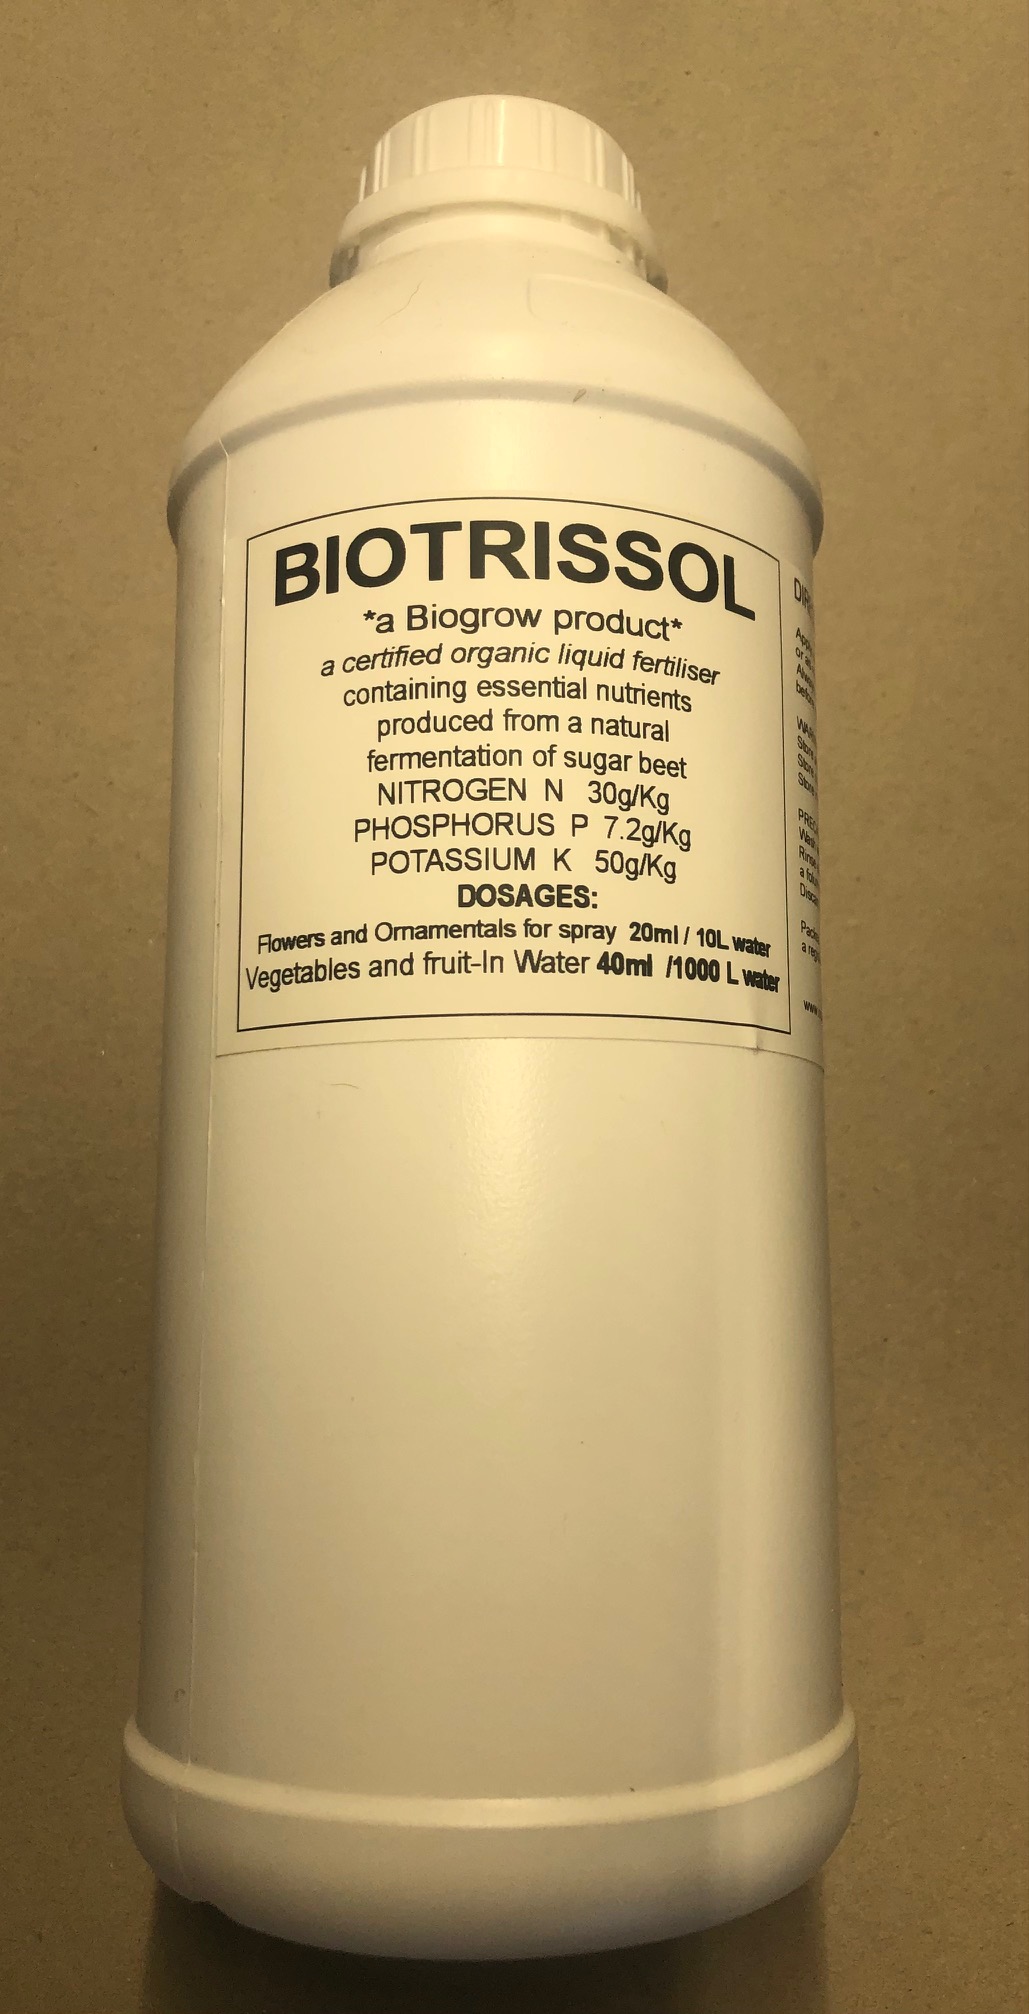 BIOTRISSOL
*a Biogrow product*
a certified organic liquid fertiliser
containing essential nutrients
produced from a natural
fermentation of sugar beet
NITROGEN N 30g/Kg
PHOSPHORUS P 7.2g/Kg
POTASSIUM K 50g/Kg
DOSAGES:
Flowers and Ornamentals for spray 20ml / 10L water
Vegetables and fruit-In Water 40ml /1000 L water